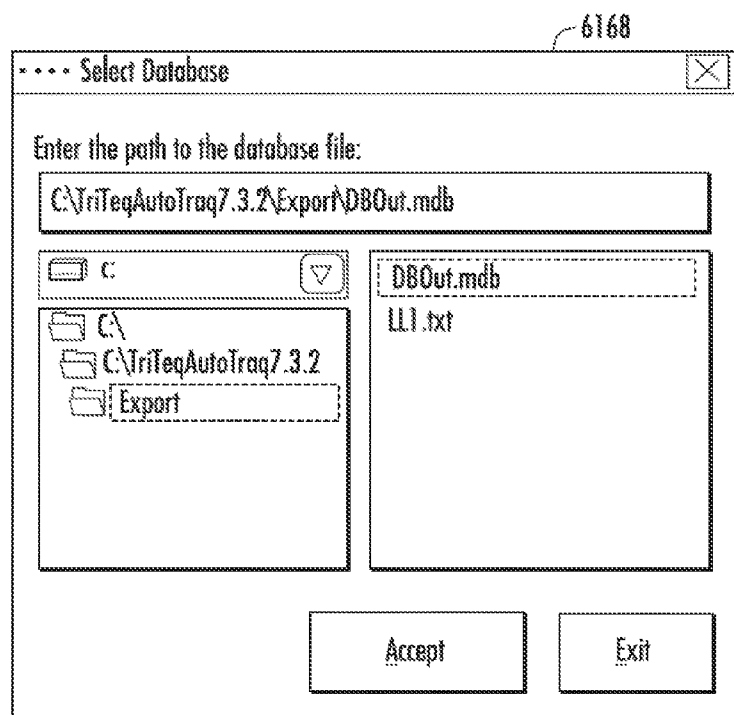 6168
Select Database
Enter the path to the database file:
C:\TriTeqAutoTraq7.3.2\Export\DBOut.mdb
c:
DBOut.mdb
LL1.txt
C:\
C:\TriTeqAutoTraq7.3.2
Export
Accept
Exit